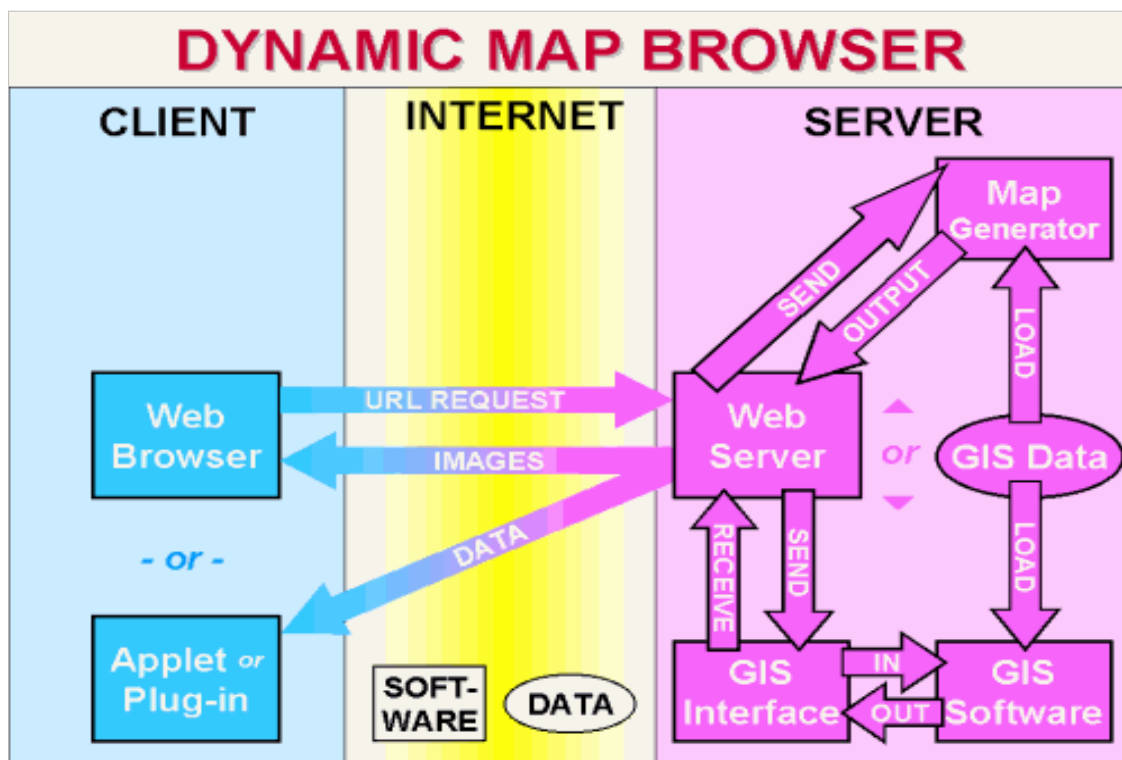 DYNAMIC MAP BROWSER
CLIENT
INTERNET
SERVER
Map
Generator
SEND
OUTPUT
LOAD
Web
Browser
URL REQUEST
IMAGES
DATA
Web
Server
or
GIS Data
- or -
RECEIVE
SEND
LOAD
Applet or
Plug-in
SOFT-
WARE
DATA
GIS
Interface
IN
OUT
GIS
Software